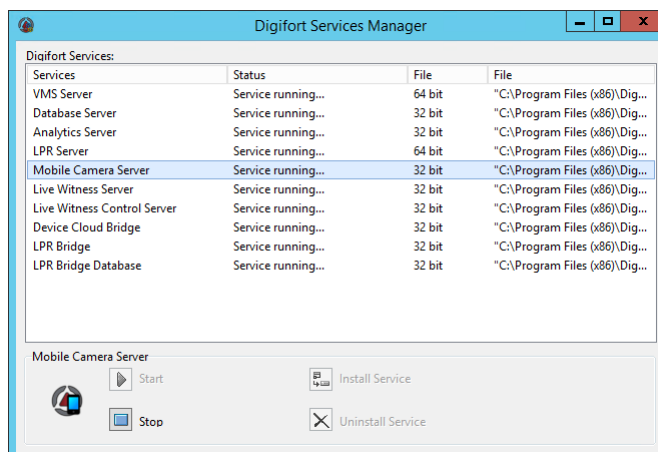 Digifort Services Manager
Digifort Services:
Services Status File File
VMS Server Service running... 64 bit "C:\Program Files (x86)\Dig...
Database Server Service running... 32 bit "C:\Program Files (x86)\Dig...
Analytics Server Service running... 32 bit "C:\Program Files (x86)\Dig...
LPR Server Service running... 64 bit "C:\Program Files (x86)\Dig...
Mobile Camera Server Service running... 32 bit "C:\Program Files (x86)\Dig...
Live Witness Server Service running... 32 bit "C:\Program Files (x86)\Dig...
Live Witness Control Server Service running... 32 bit "C:\Program Files (x86)\Dig...
Device Cloud Bridge Service running... 32 bit "C:\Program Files (x86)\Dig...
LPR Bridge Service running... 32 bit "C:\Program Files (x86)\Dig...
LPR Bridge Database Service running... 32 bit "C:\Program Files (x86)\Dig...
Mobile Camera Server
Start Install Service
Stop Uninstall Service